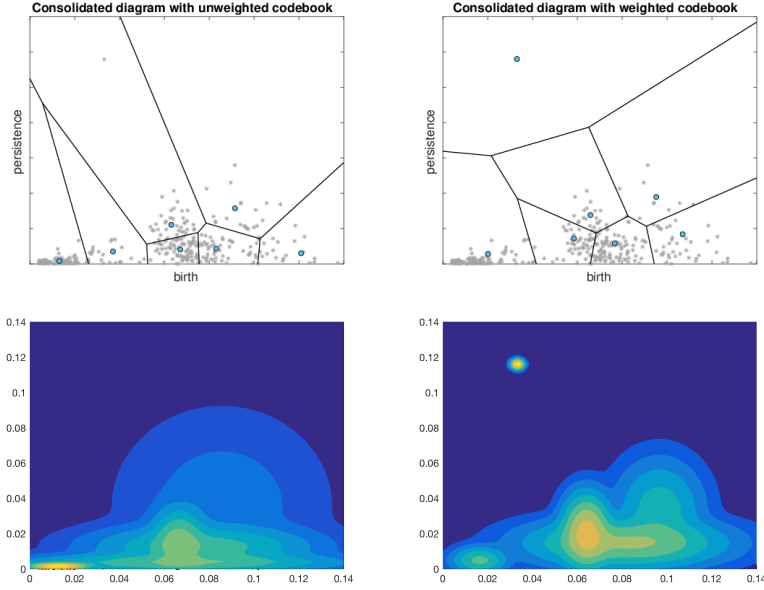 Consolidated diagram with unweighted codebook
Consolidated diagram with weighted codebook
persistence
persistence
birth
birth
0.14
0.12
0.1
0.08
0.06
0.04
0.02
0
0 0.02 0.04 0.06 0.08 0.1 0.12 0.14
0.14
0.12
0.1
0.08
0.06
0.04
0.02
0
0 0.02 0.04 0.06 0.08 0.1 0.12 0.14